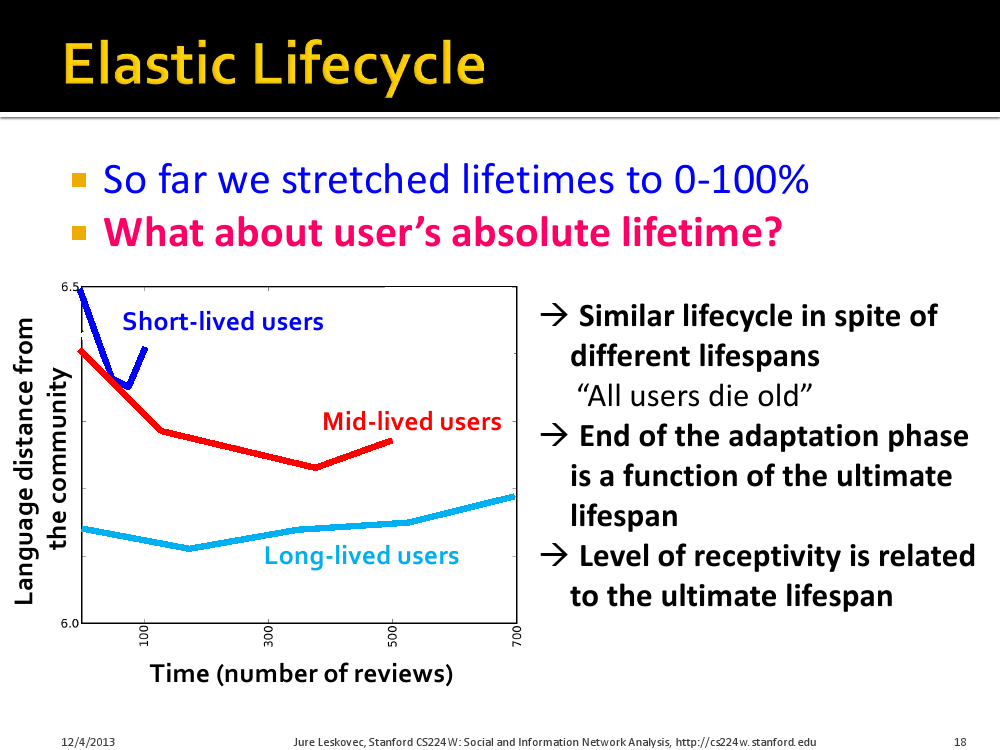 Elastic Lifecycle
So far we stretched lifetimes to 0-100%
What about user’s absolute lifetime?
6.5
Short-lived users
Mid-lived users
Long-lived users
Language distance from
the community
6.0
100
300
500
700
Time (number of reviews)
→ Similar lifecycle in spite of
different lifespans
“All users die old”
→ End of the adaptation phase
is a function of the ultimate
lifespan
→ Level of receptivity is related
to the ultimate lifespan
12/4/2013
Jure Leskovec, Stanford CS224W: Social and Information Network Analysis, http://cs224w.stanford.edu
18